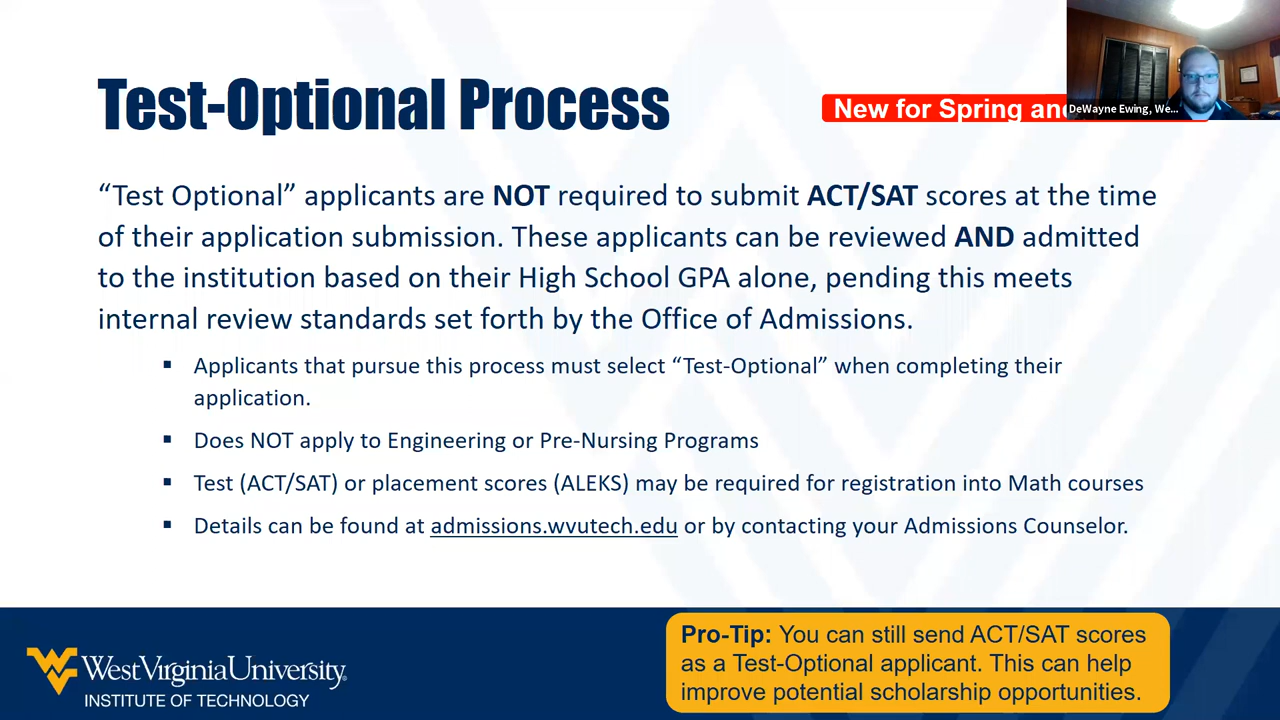 Test-Optional Process
New for Spring and
DeWayne Ewing, We...
“Test Optional” applicants are NOT required to submit ACT/SAT scores at the time
of their application submission. These applicants can be reviewed AND admitted
to the institution based on their High School GPA alone, pending this meets
internal review standards set forth by the Office of Admissions.
▪ Applicants that pursue this process must select “Test-Optional” when completing their
application.
▪ Does NOT apply to Engineering or Pre-Nursing Programs
▪ Test (ACT/SAT) or placement scores (ALEKS) may be required for registration into Math courses
▪ Details can be found at admissions.wvutech.edu or by contacting your Admissions Counselor.
WestVirginiaUniversity®
INSTITUTE OF TECHNOLOGY
Pro-Tip: You can still send ACT/SAT scores
as a Test-Optional applicant. This can help
improve potential scholarship opportunities.